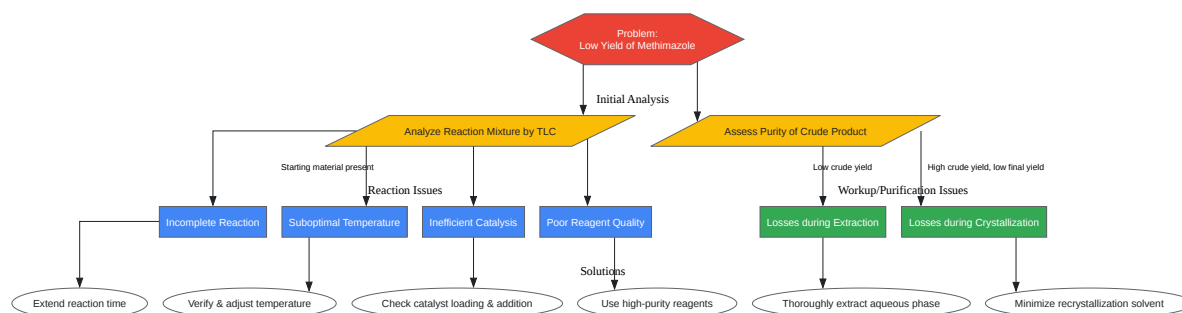 Problem:
Low Yield of Methimazole
Initial Analysis
Analyze Reaction Mixture by TLC
Assess Purity of Crude Product
Starting material present
Low crude yield
High crude yield, low final yield
Reaction Issues
Workup/Purification Issues
Incomplete Reaction
Suboptimal Temperature
Inefficient Catalysis
Poor Reagent Quality
Losses during Extraction
Losses during Crystallization
Solutions
Extend reaction time
Verify & adjust temperature
Check catalyst loading & addition
Use high-purity reagents
Thoroughly extract aqueous phase
Minimize recrystallization solvent